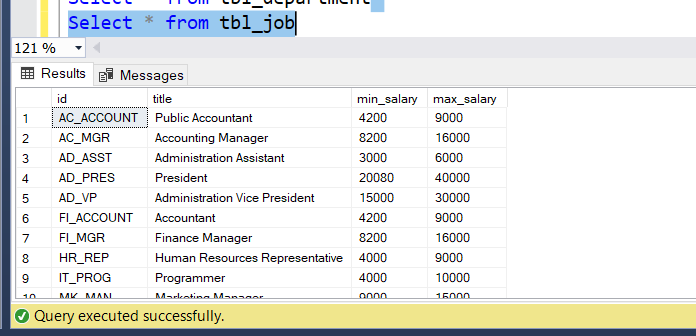 Select * from tbl_department
Select * from tbl_job
121 %
Results Messages
id title min_salary max_salary
1 AC_ACCOUNT Public Accountant 4200 9000
2 AC_MGR Accounting Manager 8200 16000
3 AD_ASST Administration Assistant 3000 6000
4 AD_PRES President 20080 40000
5 AD_VP Administration Vice President 15000 30000
6 FI_ACCOUNT Accountant 4200 9000
7 FI_MGR Finance Manager 8200 16000
8 HR_REP Human Resources Representative 4000 9000
9 IT_PROG Programmer 4000 10000
10 MK_MAN Marketing Manager 9000 15000
Query executed successfully.